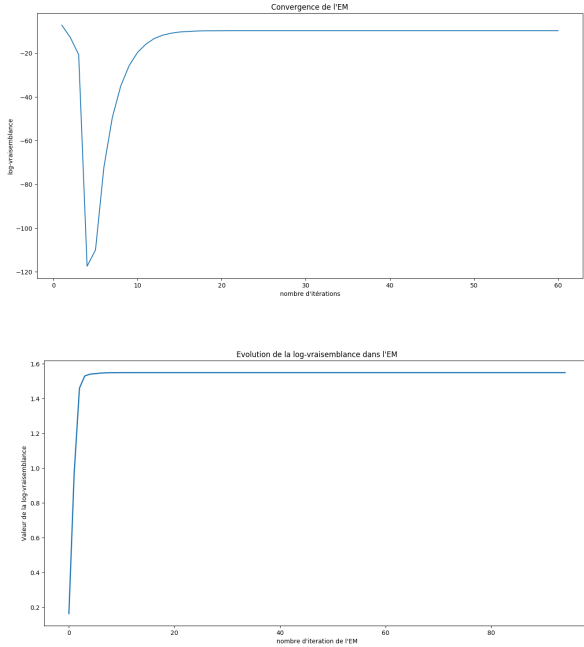 Convergence de l'EM
log-vraisemblance
−20
−40
−60
−80
−100
−120
0 10 20 30 40 50 60
nombre d'itérations
Evolution de la log-vraisemblance dans l'EM
Valeur de la log-vraisemblance
1.6
1.4
1.2
1.0
0.8
0.6
0.4
0.2
0 20 40 60 80
nombre d'iteration de l'EM